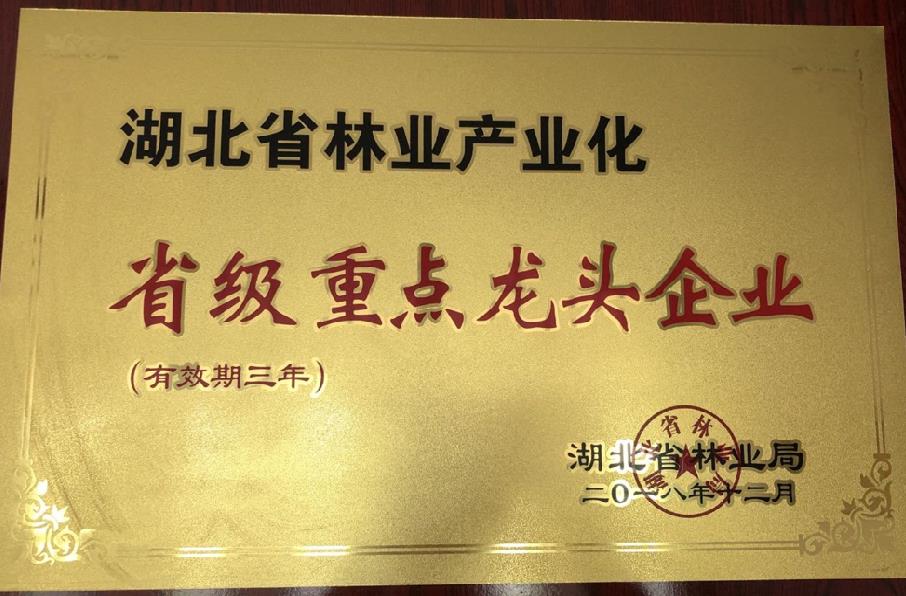 湖北省林业产业化
省级重点龙头企业
(有效期三年)
湖北省林业局
二0一八年十二月